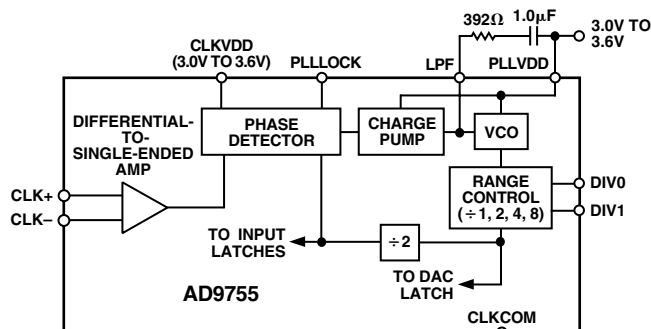 392Ω 1.0μF
3.0V TO
3.6V
CLKVDD
(3.0V TO 3.6V)
PLLLOCK
LPF
PLLVDD
DIFFERENTIAL-
TO-
SINGLE-ENDED
AMP
PHASE
DETECTOR
CHARGE
PUMP
VCO
CLK+
CLK–
RANGE
CONTROL
(÷1, 2, 4, 8)
DIV0
DIV1
TO INPUT
LATCHES
÷2
TO DAC
LATCH
AD9755
CLKCOM